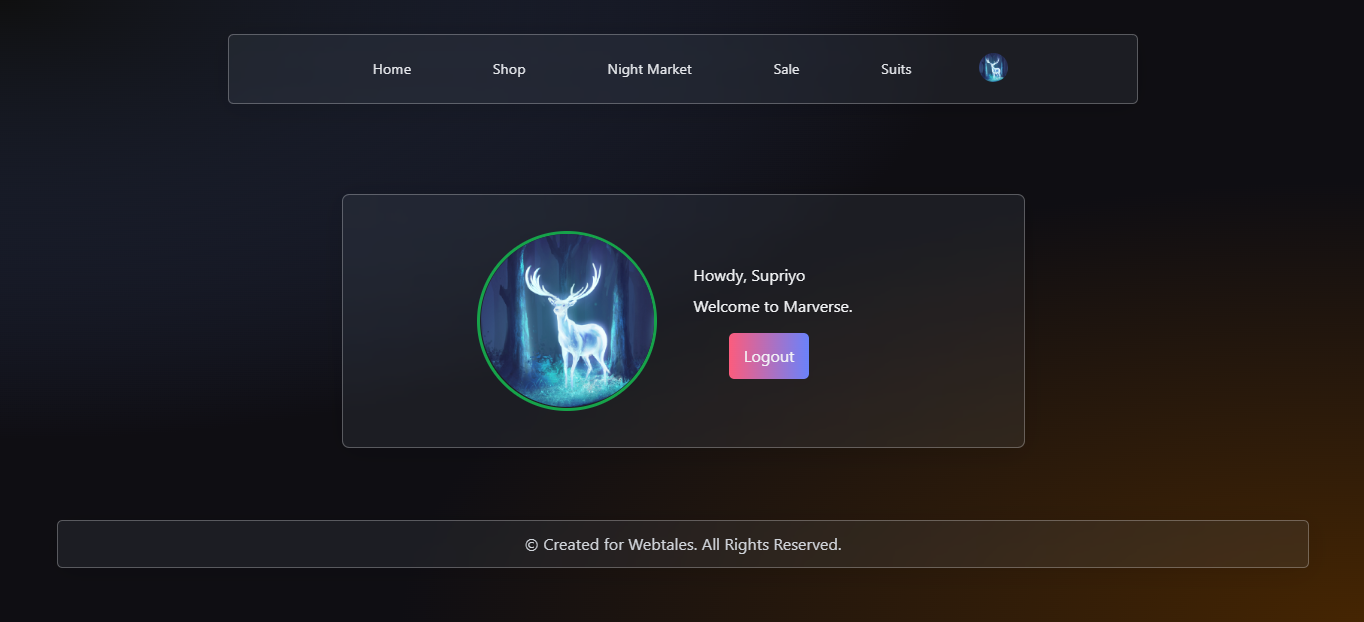 Home Shop Night Market Sale Suits
Howdy, Supriyo
Welcome to Marverse.
Logout
© Created for Webtales. All Rights Reserved.